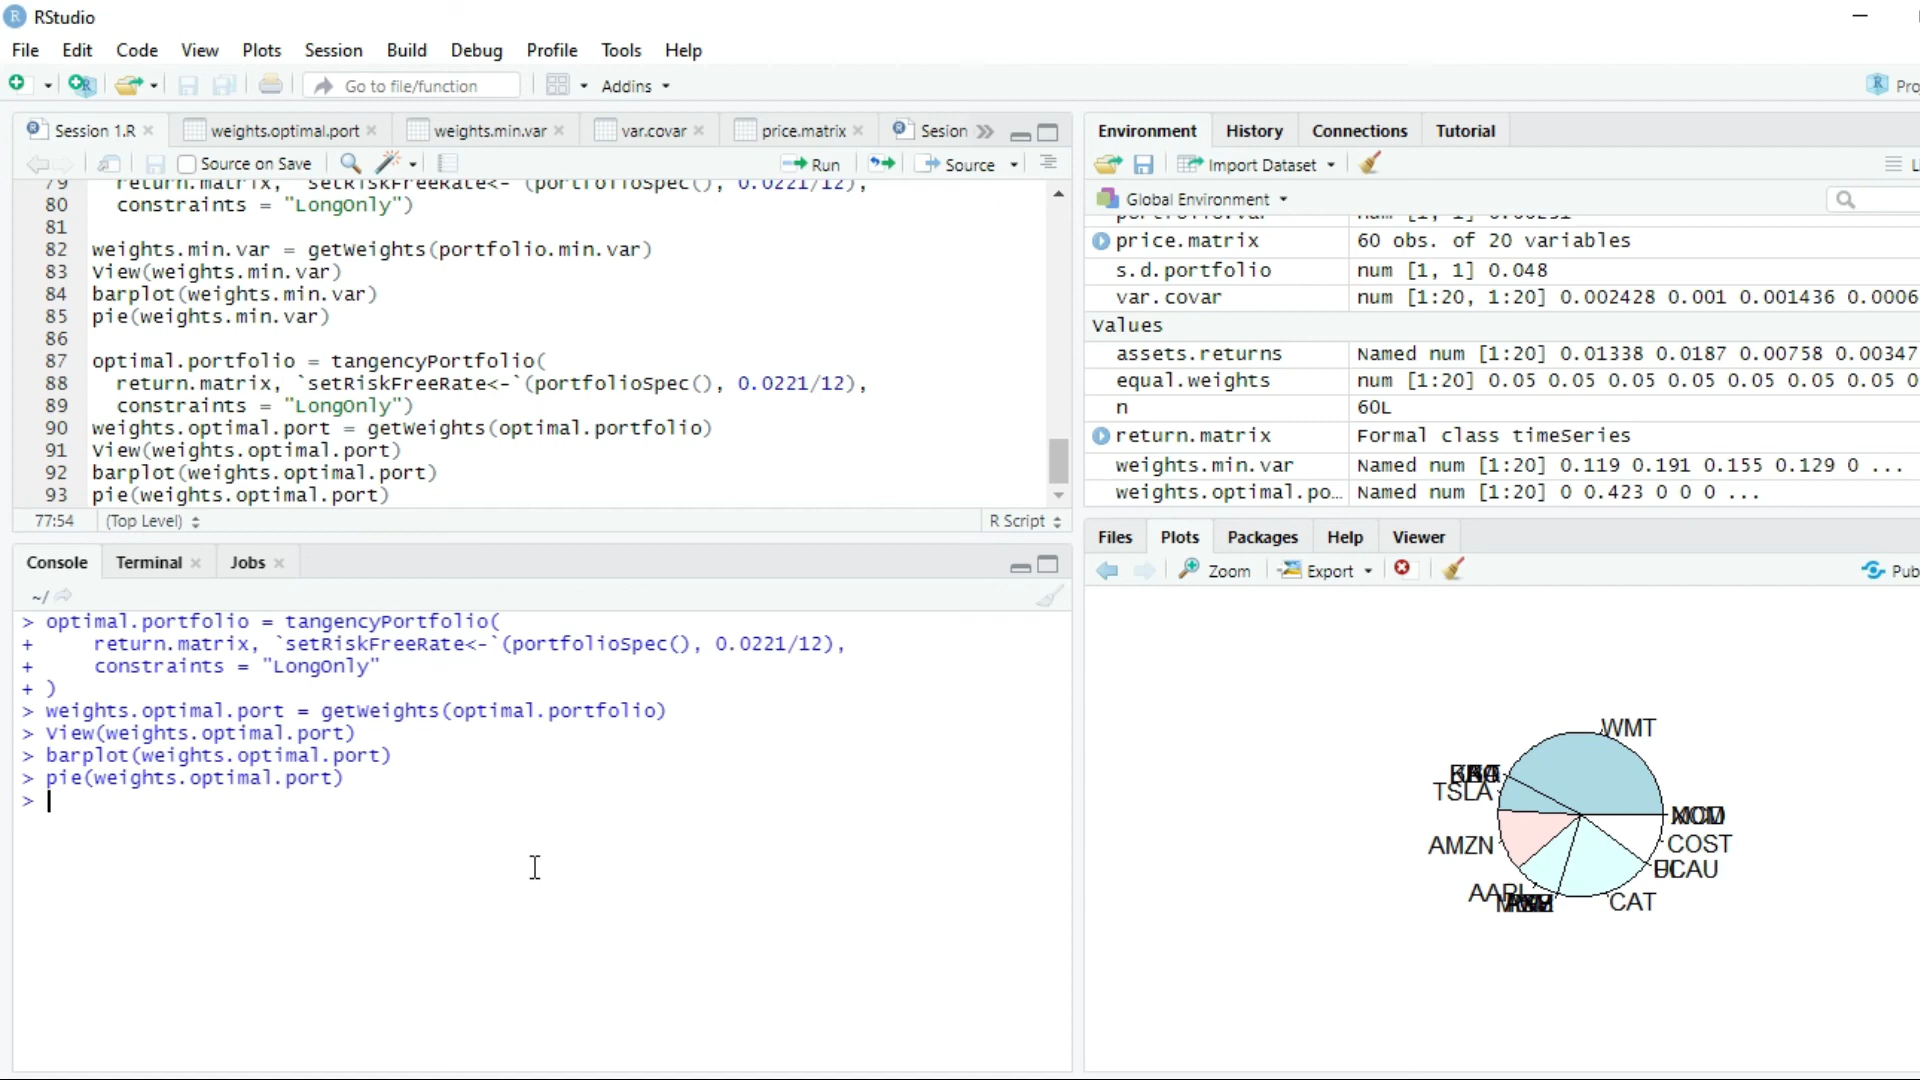 RStudio
File Edit Code View Plots Session Build Debug Profile Tools Help
Go to file/function Addins
Session 1.R weights.optimal.port weights.min.var var.covar price.matrix Sesion
Source on Save Run Source
79 return.matrix, `setRiskFreeRate<-`(portfolioSpec(), 0.0221/12),
80 constraints = "LongOnly")
81
82 weights.min.var = getWeights(portfolio.min.var)
83 View(weights.min.var)
84 barplot(weights.min.var)
85 pie(weights.min.var)
86
87 optimal.portfolio = tangencyPortfolio(
88 return.matrix, `setRiskFreeRate<-`(portfolioSpec(), 0.0221/12),
89 constraints = "LongOnly")
90 weights.optimal.port = getWeights(optimal.portfolio)
91 View(weights.optimal.port)
92 barplot(weights.optimal.port)
93 pie(weights.optimal.port)
77:54 (Top Level) R Script
Console Terminal Jobs
~/
> optimal.portfolio = tangencyPortfolio(
+ return.matrix, `setRiskFreeRate<-`(portfolioSpec(), 0.0221/12),
+ constraints = "LongOnly"
+ )
> weights.optimal.port = getWeights(optimal.portfolio)
> View(weights.optimal.port)
> barplot(weights.optimal.port)
> pie(weights.optimal.port)
>
Environment History Connections Tutorial
Import Dataset
Global Environment
price.matrix 60 obs. of 20 variables
s.d.portfolio num [1, 1] 0.048
var.covar num [1:20, 1:20] 0.002428 0.001 0.001436 0.0006
Values
assets.returns Named num [1:20] 0.01338 0.0187 0.00758 0.00347
equal.weights num [1:20] 0.05 0.05 0.05 0.05 0.05 0.05 0.05 0
n 60L
return.matrix Formal class timeSeries
weights.min.var Named num [1:20] 0.119 0.191 0.155 0.129 0 ...
weights.optimal.po… Named num [1:20] 0 0.423 0 0 0 ...
Files Plots Packages Help Viewer
Zoom Export Pub
WMT
TSLA
AMZN
COST
AAPL
CAT